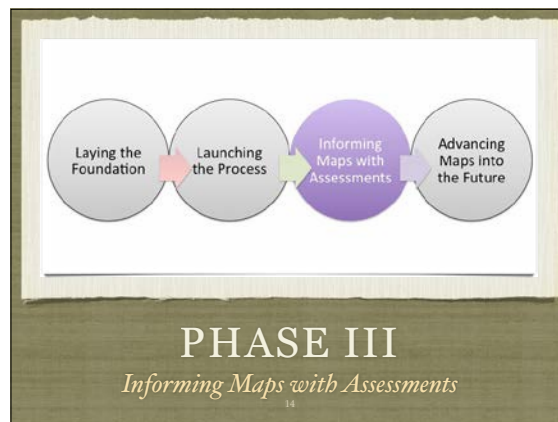 Laying the
Foundation
Launching
the Process
Informing
Maps with
Assessments
Advancing
Maps into
the Future
PHASE III
Informing Maps with Assessments
14